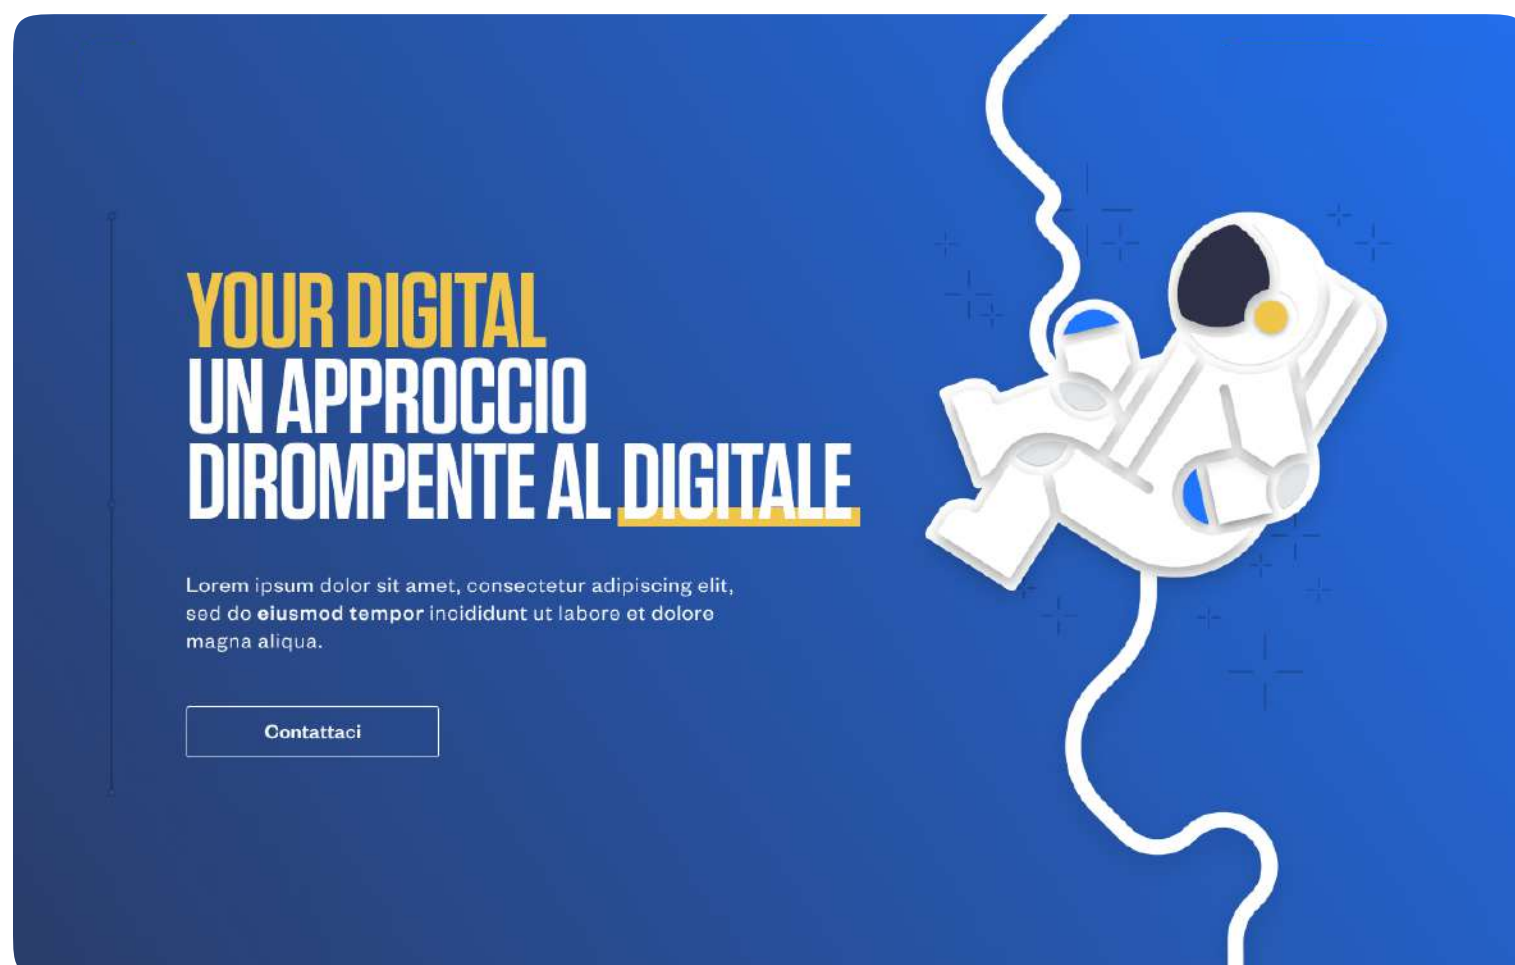 YOUR DIGITAL
UN APPROCCIO
DIROMPENTE AL DIGITALE
Lorem ipsum dolor sit amet, consectetur adipiscing elit,
sed do eiusmod tempor incididunt ut labore et dolore
magna aliqua.
Contattaci